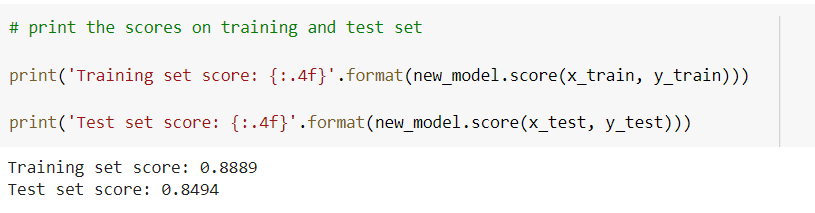 # print the scores on training and test set
print('Training set score: {:.4f}'.format(new_model.score(x_train, y_train)))
print('Test set score: {:.4f}'.format(new_model.score(x_test, y_test)))
Training set score: 0.8889
Test set score: 0.8494